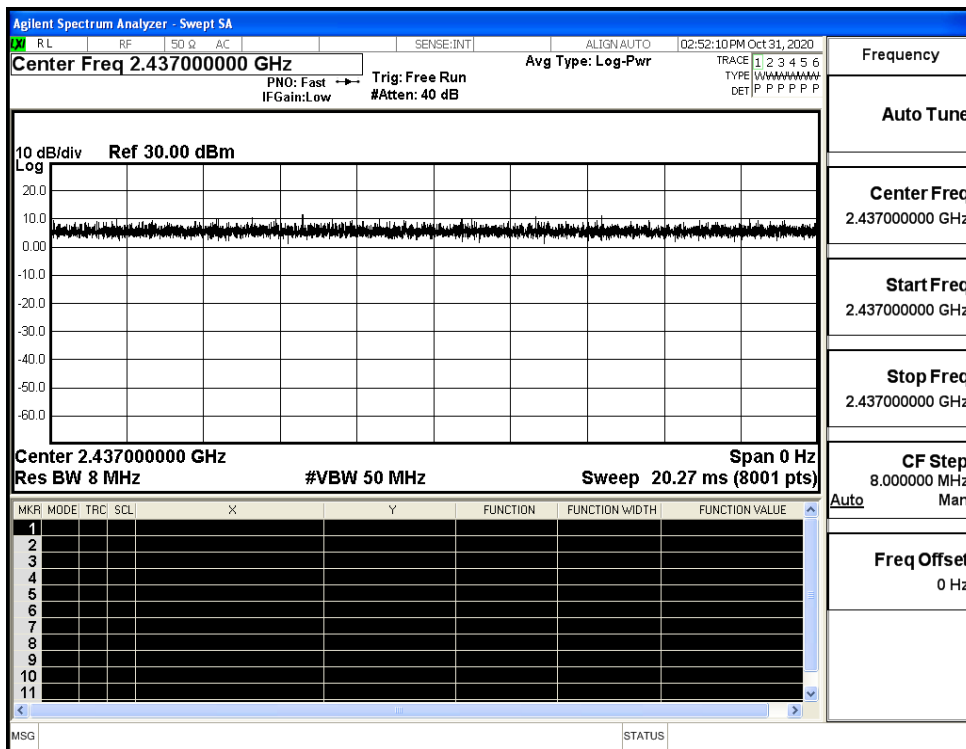 Agilent Spectrum Analyzer - Swept SA
LXI RL RF 50 Ω AC SENSE:INT ALIGN AUTO 02:52:10 PM Oct 31, 2020
Center Freq 2.437000000 GHz
PNO: Fast
IFGain:Low
Trig: Free Run
#Atten: 40 dB
Avg Type: Log-Pwr
TRACE 1 2 3 4 5 6
TYPE WWWWWW
DET P P P P P P
10 dB/div Ref 30.00 dBm
Log
20.0
10.0
0.00
-10.0
-20.0
-30.0
-40.0
-50.0
-60.0
Center 2.437000000 GHz Span 0 Hz
Res BW 8 MHz #VBW 50 MHz Sweep 20.27 ms (8001 pts)
MKR MODE TRC SCL X Y FUNCTION FUNCTION WIDTH FUNCTION VALUE
1
2
3
4
5
6
7
8
9
10
11
MSG STATUS
Frequency
Auto Tune
Center Freq
2.437000000 GHz
Start Freq
2.437000000 GHz
Stop Freq
2.437000000 GHz
CF Step
8.000000 MHz
Auto Man
Freq Offset
0 Hz